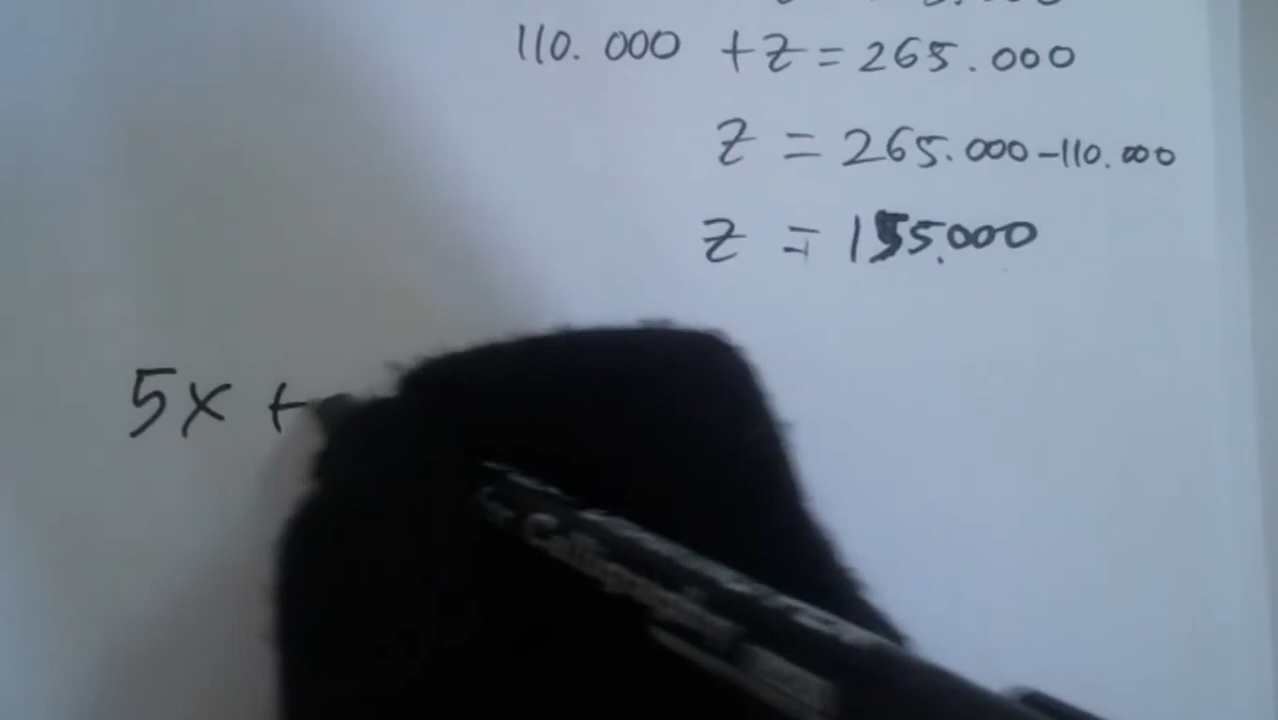 110.000 + z = 265.000
z = 265.000 - 110.000
z = 155.000
5x +